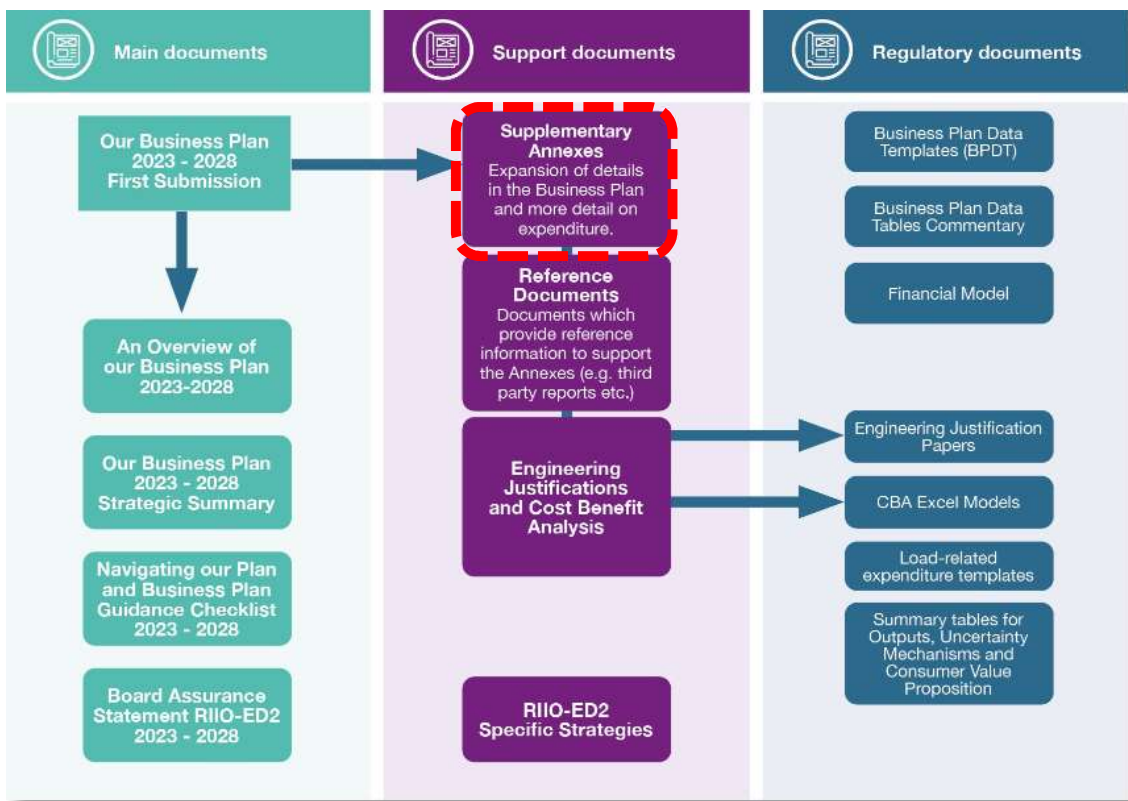 Main documents
Support documents
Regulatory documents
Our Business Plan
2023 - 2028
First Submission
An Overview of
our Business Plan
2023-2028
Our Business Plan
2023 - 2028
Strategic Summary
Navigating our Plan
and Business Plan
Guidance Checklist
2023 - 2028
Board Assurance
Statement RIIO-ED2
2023 - 2028
Supplementary
Annexes
Expansion of details
in the Business Plan
and more detail on
expenditure.
Reference
Documents
Documents which
provide reference
information to support
the Annexes (e.g. third
party reports etc.)
Engineering
Justifications
and Cost Benefit
Analysis
RIIO-ED2
Specific Strategies
Business Plan Data
Templates (BPDT)
Business Plan Data
Tables Commentary
Financial Model
Engineering Justification
Papers
CBA Excel Models
Load-related
expenditure templates
Summary tables for
Outputs, Uncertainty
Mechanisms and
Consumer Value
Proposition